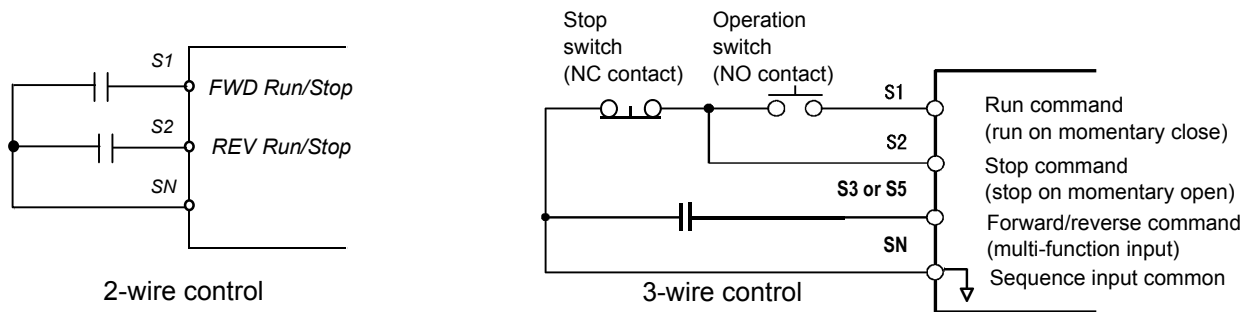 S1
FWD Run/Stop
S2
REV Run/Stop
SN
2-wire control
Stop
switch
(NC contact)
Operation
switch
(NO contact)
S1
Run command
(run on momentary close)
S2
Stop command
(stop on momentary open)
S3 or S5
Forward/reverse command
(multi-function input)
SN
Sequence input common
3-wire control